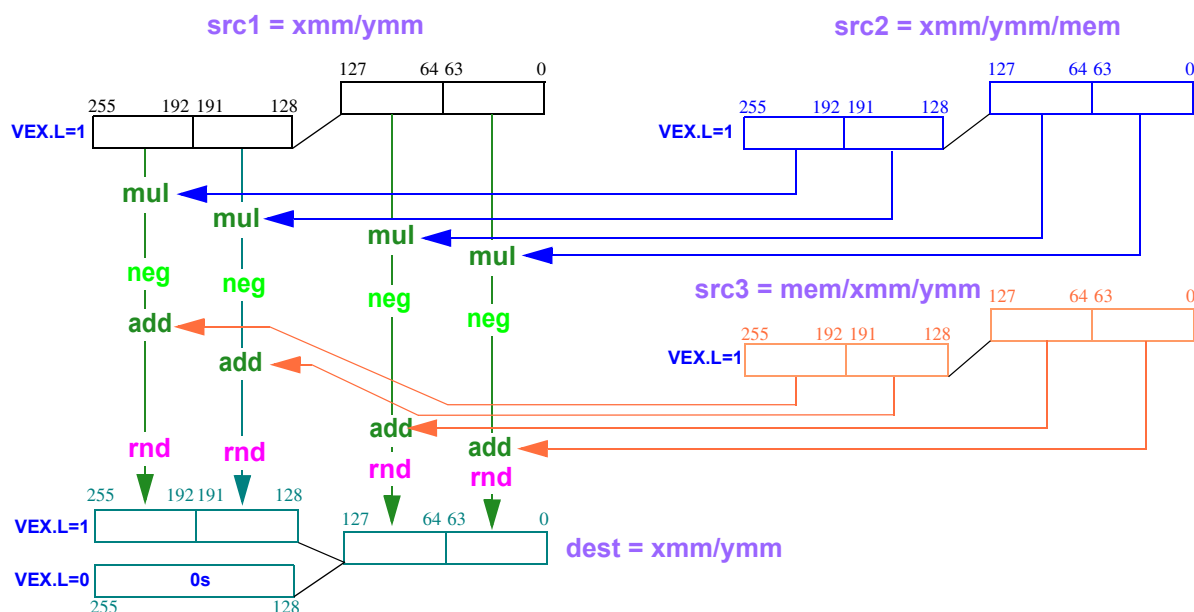 src1 = xmm/ymm src2 = xmm/ymm/mem
127 64 63 0 127 64 63 0
255 192 191 128 255 192 191 128
VEX.L=1 VEX.L=1
mul
mul
mul
mul
neg neg
neg
neg
src3 = mem/xmm/ymm
127 64 63 0
add
255 192 191 128
VEX.L=1
add
add
add
rnd rnd
rnd rnd
255 192 191 128
127 64 63 0
VEX.L=1
dest = xmm/ymm
VEX.L=0 0s
255 128